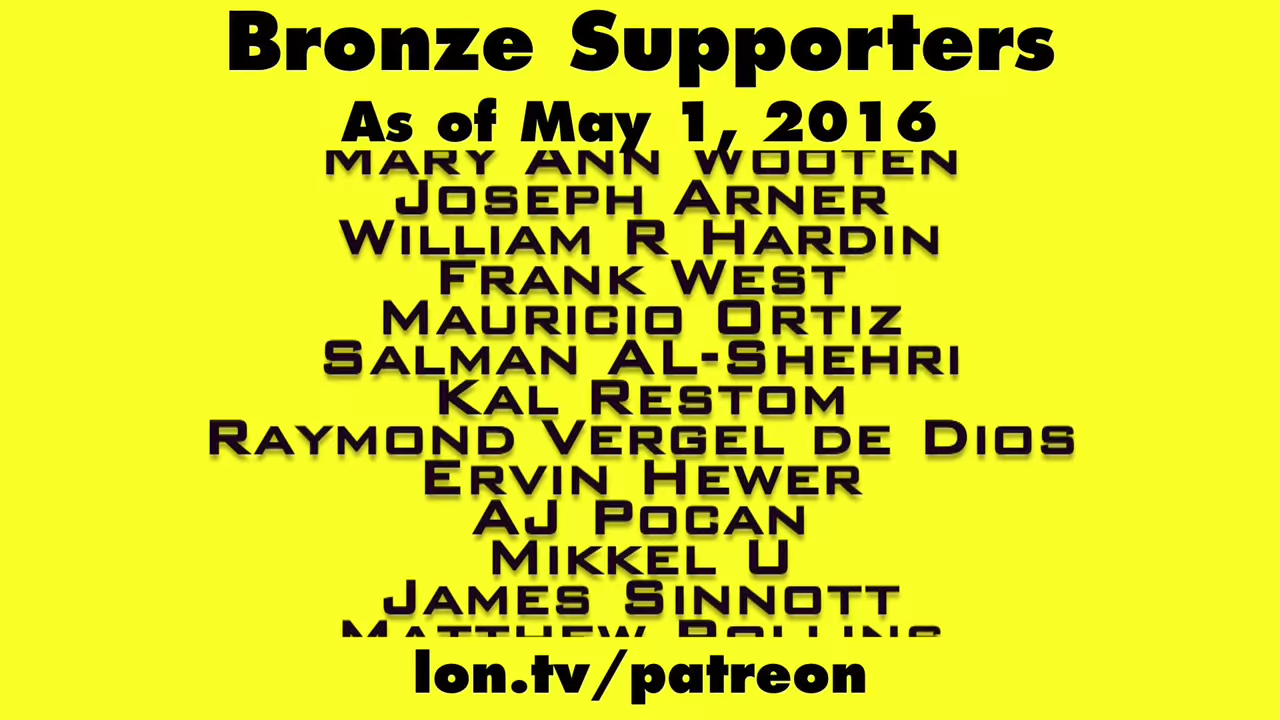 Bronze Supporters
As of May 1, 2016
Mary Ann Wooten
Joseph Arner
William R Hardin
Frank West
Mauricio Ortiz
Salman AL-Shehri
Kal Restom
Raymond Vergel de Dios
Ervin Hewer
AJ Pocan
Mikkel U
James Sinnott
Matthew
lon.tv/patreon